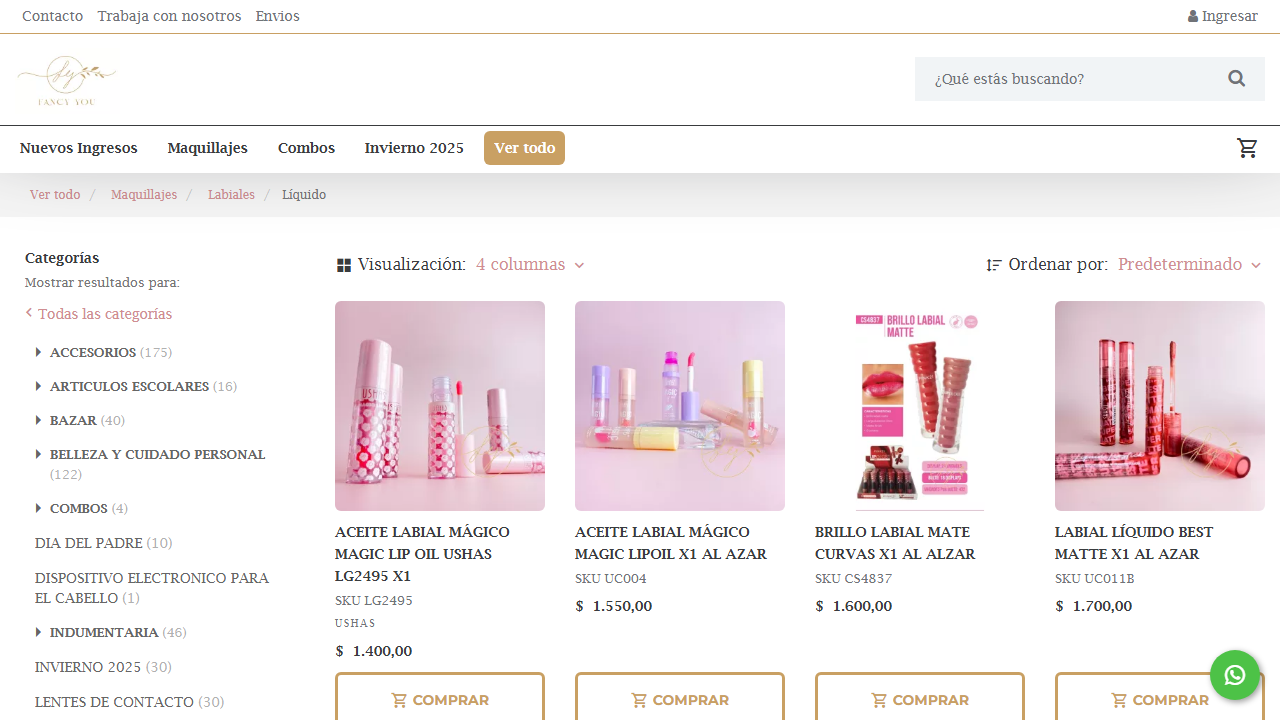 Contacto Trabaja con nosotros Envios
Ingresar
FANCY YOU
¿Qué estás buscando?
Nuevos Ingresos Maquillajes Combos Invierno 2025 Ver todo
Ver todo / Maquillajes / Labiales / Líquido
Categorías
Mostrar resultados para:
Todas las categorías
ACCESORIOS (175)
ARTICULOS ESCOLARES (16)
BAZAR (40)
BELLEZA Y CUIDADO PERSONAL
(122)
COMBOS (4)
DIA DEL PADRE (10)
DISPOSITIVO ELECTRONICO PARA
EL CABELLO (1)
INDUMENTARIA (46)
INVIERNO 2025 (30)
LENTES DE CONTACTO (30)
Visualización: 4 columnas
Ordenar por: Predeterminado
ACEITE LABIAL MÁGICO
MAGIC LIP OIL USHAS
LG2495 X1
SKU LG2495
USHAS
$ 1.400,00
COMPRAR
ACEITE LABIAL MÁGICO
MAGIC LIPOIL X1 AL AZAR
SKU UC004
$ 1.550,00
COMPRAR
CS4837
BRILLO LABIAL
MATTE
BRILLO LABIAL MATE
CURVAS X1 AL ALZAR
SKU CS4837
$ 1.600,00
COMPRAR
LABIAL LÍQUIDO BEST
MATTE X1 AL AZAR
SKU UC011B
$ 1.700,00
COMPRAR